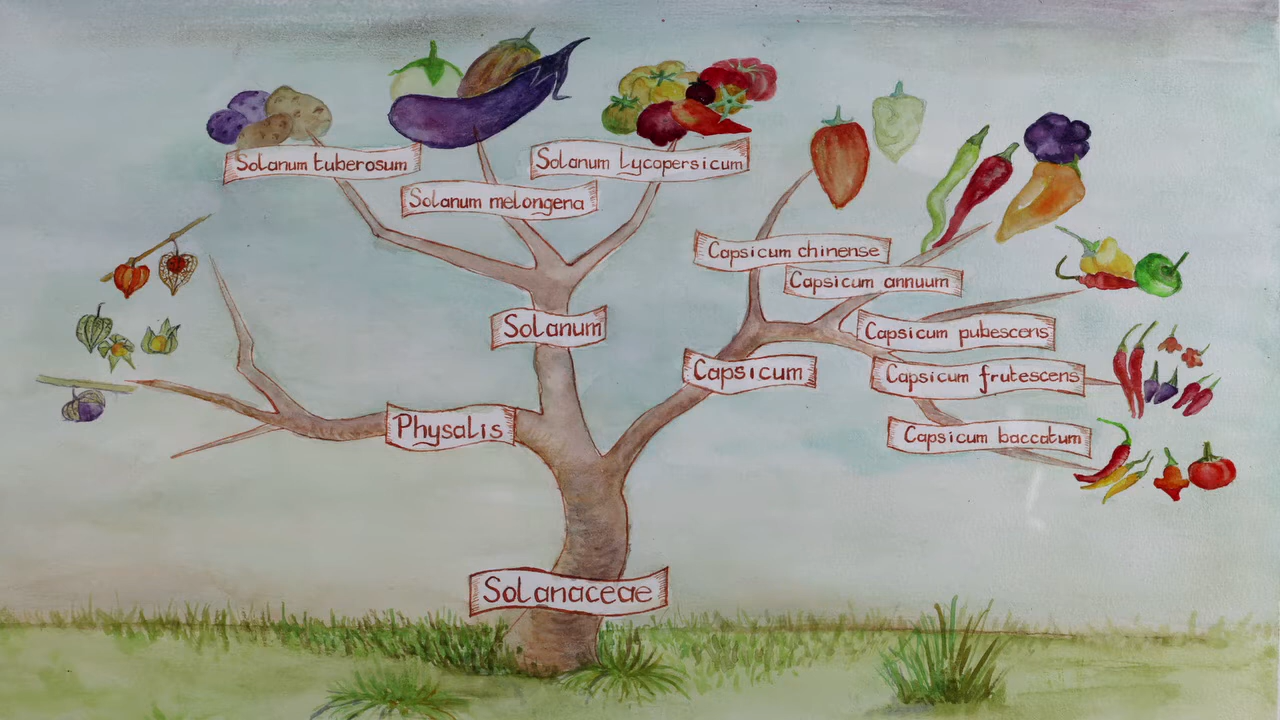 Solanum tuberosum
Solanum Lycopersicum
Solanum melongena
Capsicum chinense
Capsicum annuum
Solanum
Capsicum pubescens
Capsicum
Capsicum frutescens
Physalis
Capsicum baccatum
Solanaceae